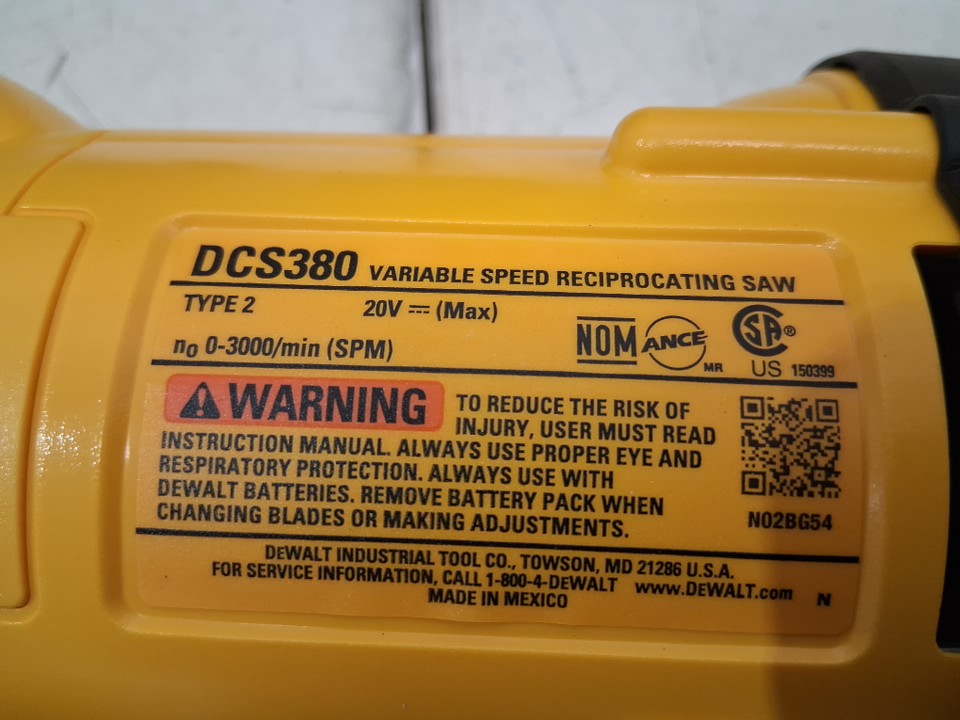 DCS380 VARIABLE SPEED RECIPROCATING SAW
TYPE 2 20V ⎓ (Max)
n₀ 0-3000/min (SPM)
NOM ANCE MR SA ® US 150399
⚠ WARNING TO REDUCE THE RISK OF
INJURY, USER MUST READ
INSTRUCTION MANUAL. ALWAYS USE PROPER EYE AND
RESPIRATORY PROTECTION. ALWAYS USE WITH
DEWALT BATTERIES. REMOVE BATTERY PACK WHEN
CHANGING BLADES OR MAKING ADJUSTMENTS.
N02BG54
DEWALT INDUSTRIAL TOOL CO., TOWSON, MD 21286 U.S.A.
FOR SERVICE INFORMATION, CALL 1-800-4-DEWALT www.DEWALT.com
MADE IN MEXICO N